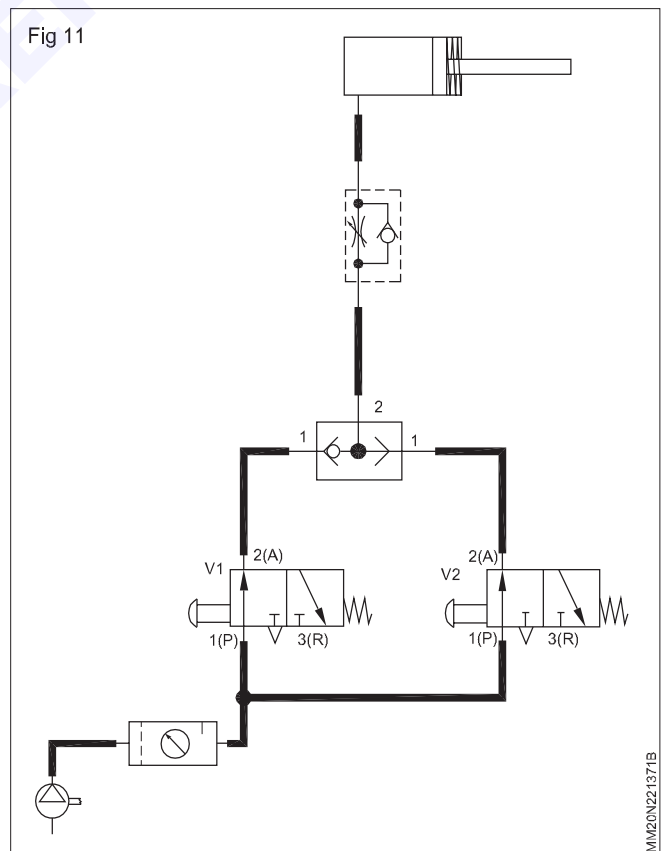 Fig 11
2
1 1
V1 2(A) V2 2(A)
1(P) 3(R) 1(P) 3(R)
MM20N221371B